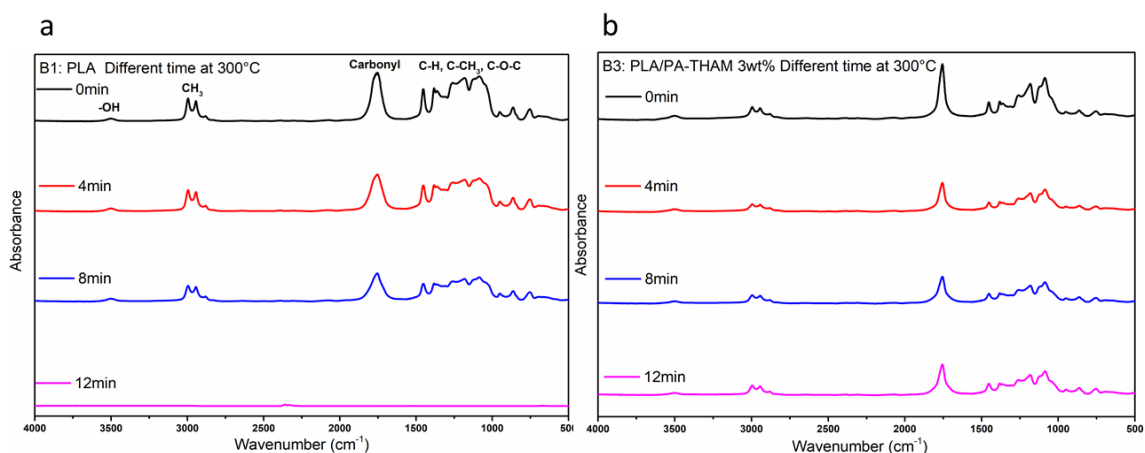 a
B1: PLA Different time at 300°C
0min
-OH
CH₃
Carbonyl
C-H, C-CH₃, C-O-C
4min
8min
12min
Absorbance
4000 3500 3000 2500 2000 1500 1000 500
Wavenumber (cm⁻¹)
b
B3: PLA/PA-THAM 3wt% Different time at 300°C
0min
4min
8min
12min
Absorbance
4000 3500 3000 2500 2000 1500 1000 500
Wavenumber (cm⁻¹)